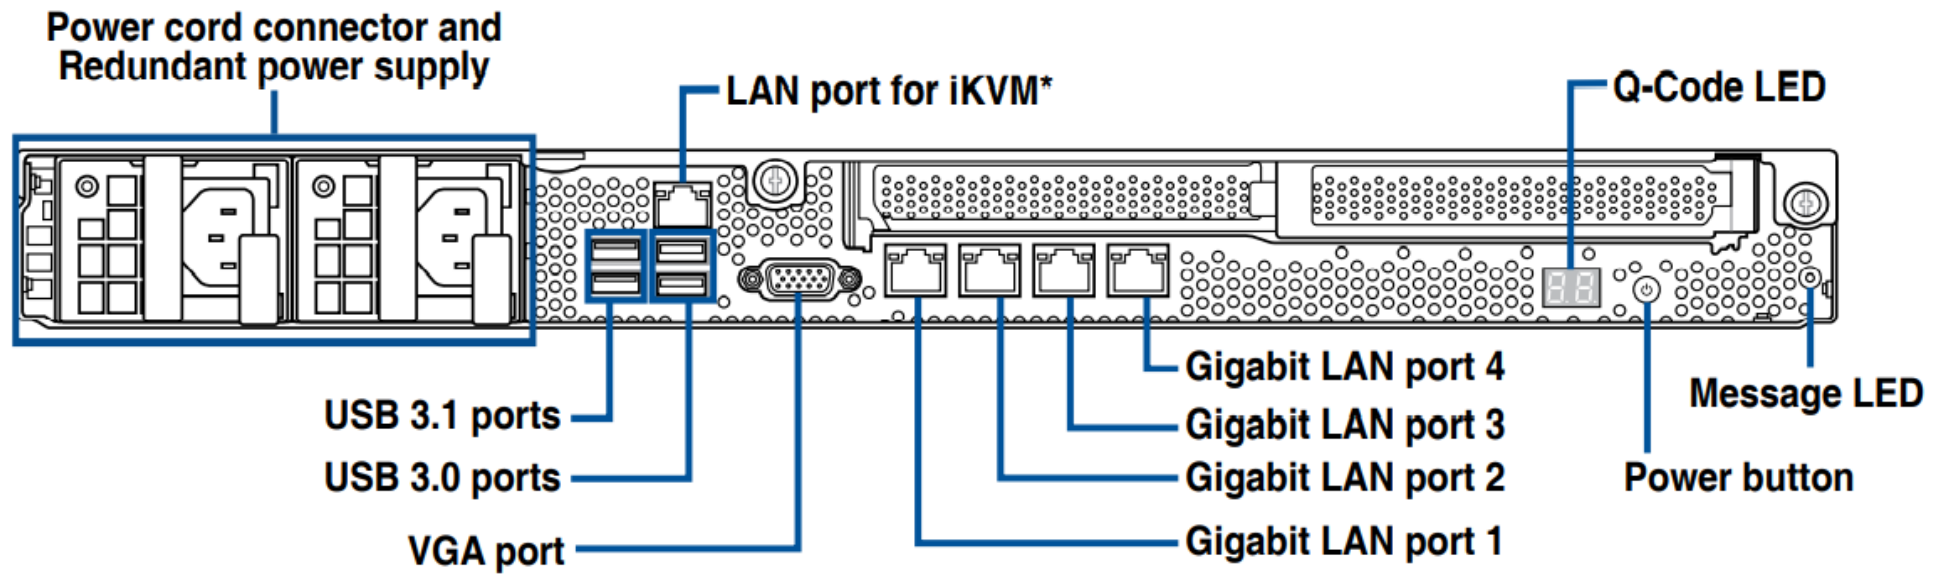 Power cord connector and
Redundant power supply
LAN port for iKVM*
Q-Code LED
88
USB 3.1 ports
USB 3.0 ports
VGA port
Gigabit LAN port 4
Gigabit LAN port 3
Gigabit LAN port 2
Gigabit LAN port 1
Message LED
Power button